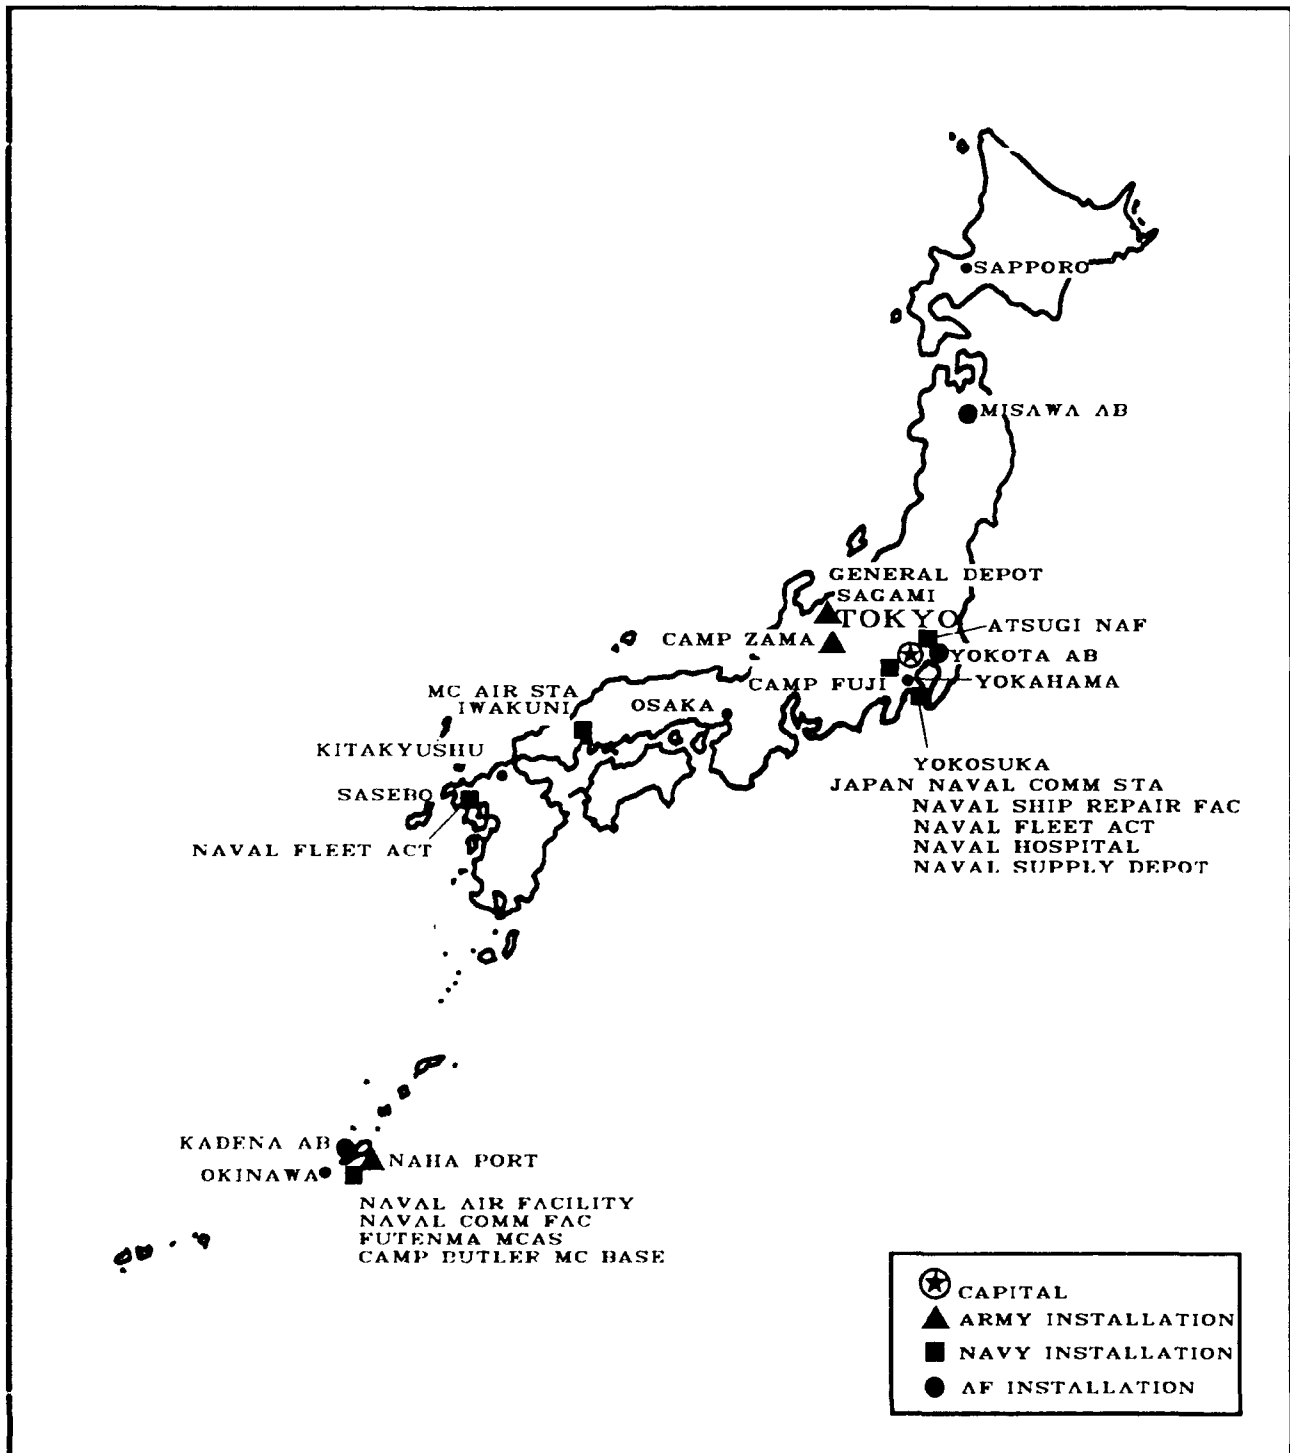 SAPPORO
MISAWA AB
GENERAL DEPOT
SAGAMI
TOKYO
ATSUGI NAF
CAMP ZAMA
YOKOTA AB
CAMP FUJI
YOKAHAMA
MC AIR STA
IWAKUNI
OSAKA
KITAKYUSHU
SASEBO
NAVAL FLEET ACT
YOKOSUKA
JAPAN NAVAL COMM STA
NAVAL SHIP REPAIR FAC
NAVAL FLEET ACT
NAVAL HOSPITAL
NAVAL SUPPLY DEPOT
KADENA AB
NAHA PORT
OKINAWA
NAVAL AIR FACILITY
NAVAL COMM FAC
FUTENMA MCAS
CAMP BUTLER MC BASE
CAPITAL
ARMY INSTALLATION
NAVY INSTALLATION
AF INSTALLATION